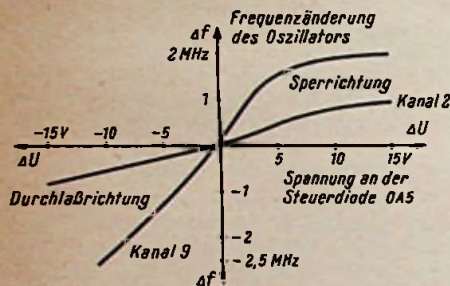 Frequenzänderung
Δf
des Oszillators
2 MHz
Sperrichtung
1
Kanal 2
-15V
-10
-5
ΔU
ΔU
5
10
15V
Durchlaßrichtung
-1
Spannung an der
Steuerdiode OA5
Kanal 9
-2
-2,5 MHz
Δf